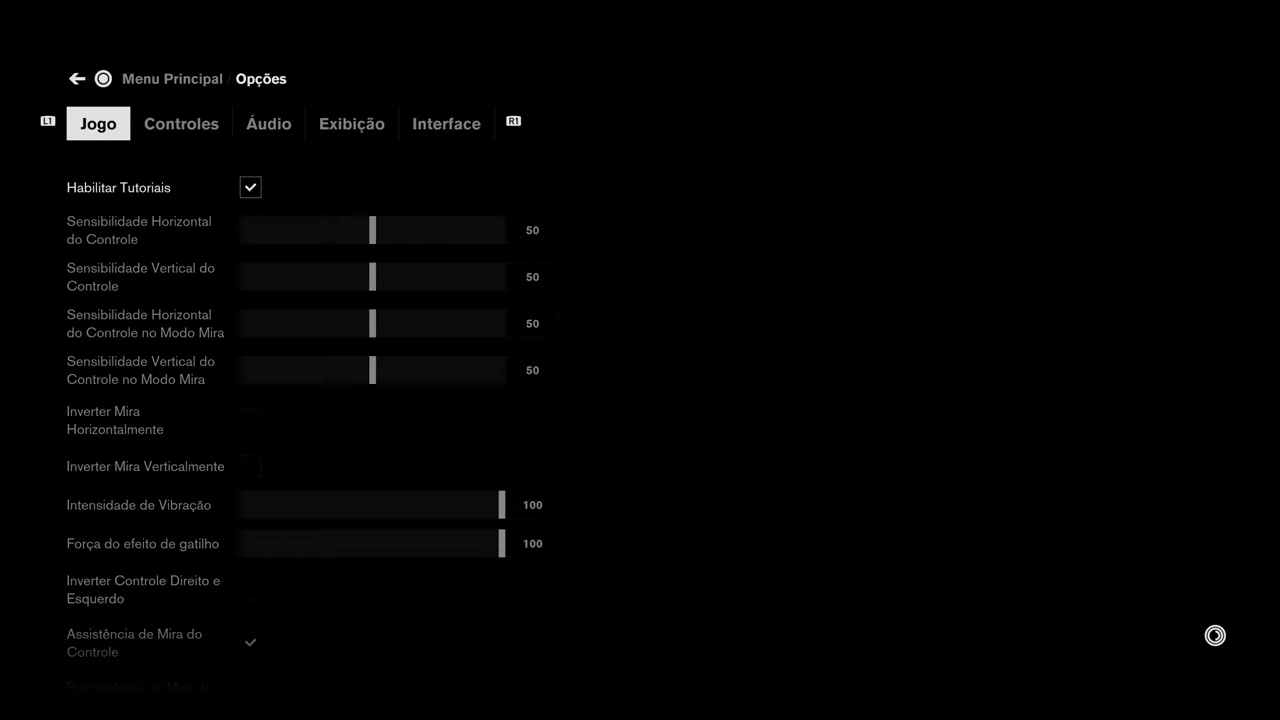 Menu Principal / Opções
L1 Jogo Controles Áudio Exibição Interface R1
Habilitar Tutoriais
Sensibilidade Horizontal
do Controle
50
Sensibilidade Vertical do
Controle
50
Sensibilidade Horizontal
do Controle no Modo Mira
50
Sensibilidade Vertical do
Controle no Modo Mira
50
Inverter Mira
Horizontalmente
Inverter Mira Verticalmente
Intensidade de Vibração
100
Força do efeito de gatilho
100
Inverter Controle Direito e
Esquerdo
Assistência de Mira do
Controle